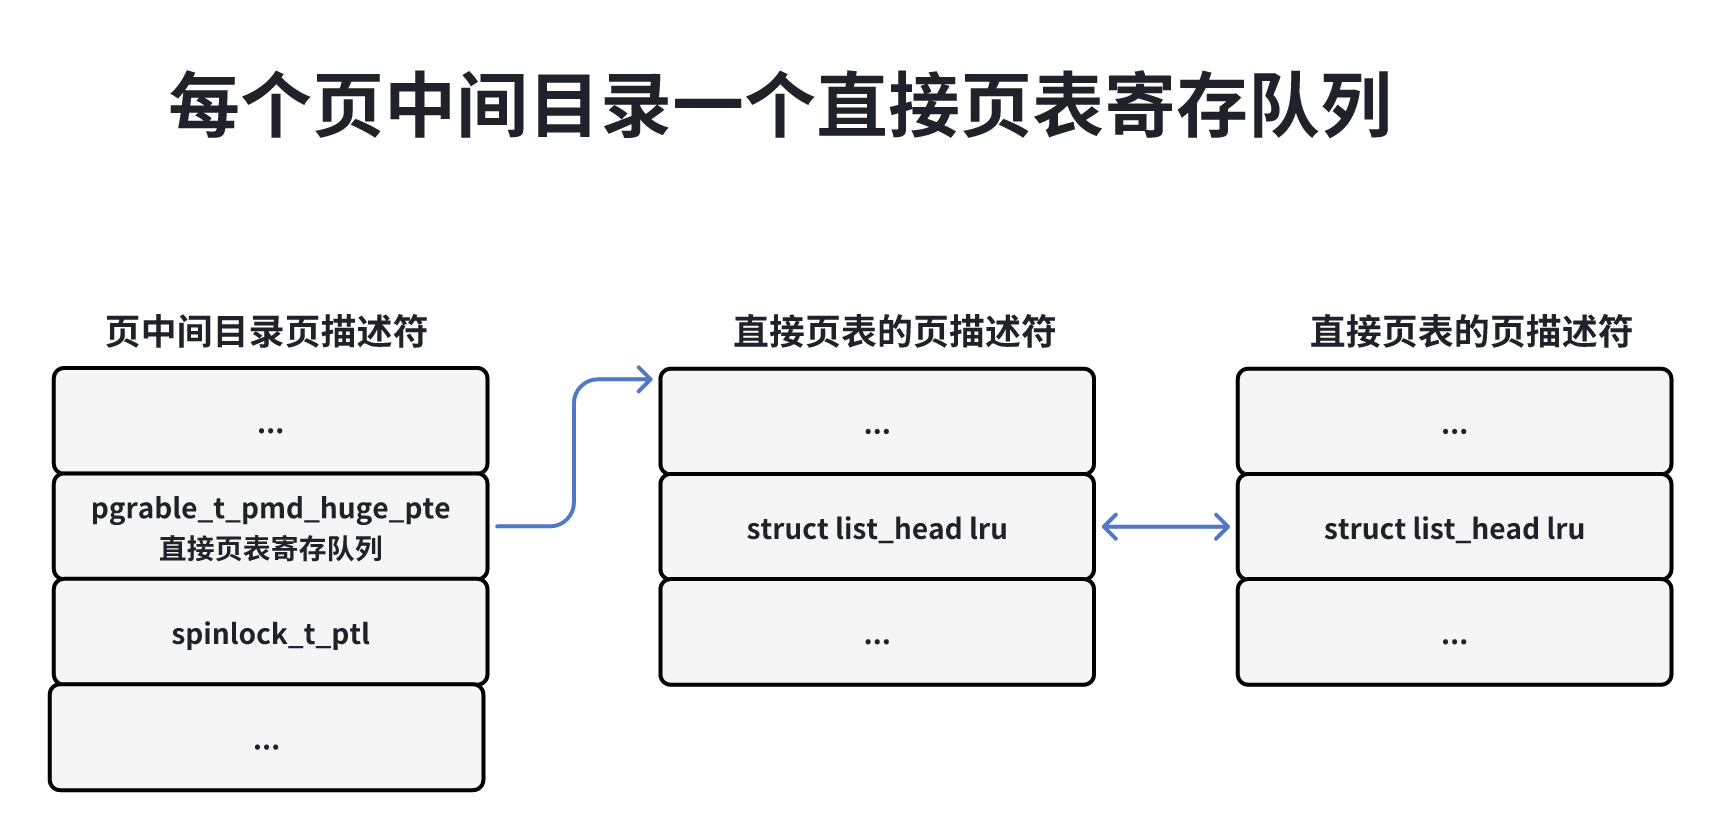 每个页中间目录一个直接页表寄存队列
页中间目录页描述符
...
pgrable_t_pmd_huge_pte
直接页表寄存队列
spinlock_t_ptl
...
直接页表的页描述符
...
struct list_head lru
...
直接页表的页描述符
...
struct list_head lru
...